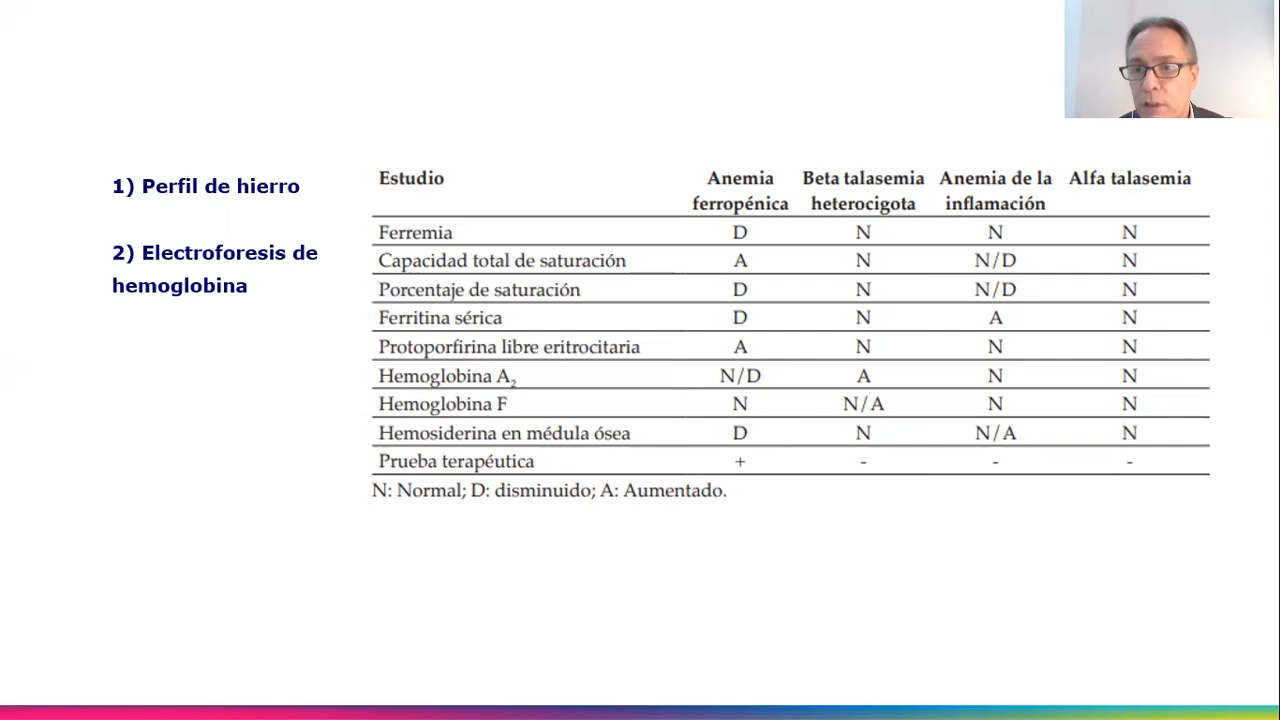 1) Perfil de hierro
2) Electroforesis de
hemoglobina
Estudio Anemia Beta talasemia Anemia de la Alfa talasemia
ferropénica heterocigota inflamación
Ferremia D N N N
Capacidad total de saturación A N N/D N
Porcentaje de saturación D N N/D N
Ferritina sérica D N A N
Protoporfirina libre eritrocitaria A N N N
Hemoglobina A₂ N/D A N N
Hemoglobina F N N/A N N
Hemosiderina en médula ósea D N N/A N
Prueba terapéutica + - - -
N: Normal; D: disminuido; A: Aumentado.